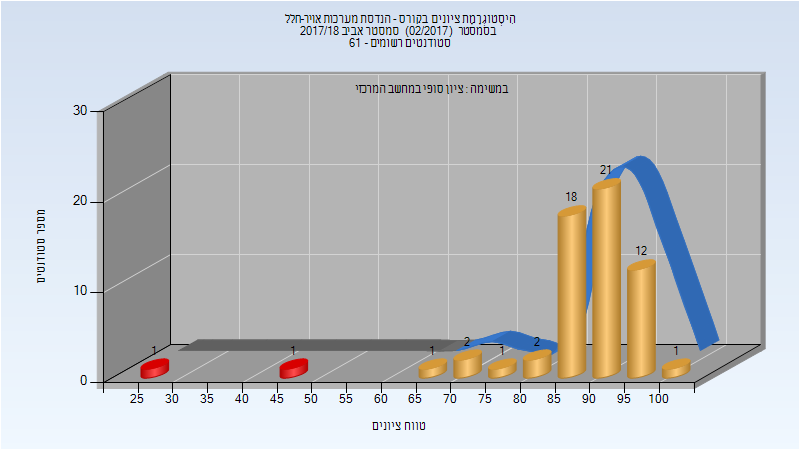 היסטוגרמת ציונים בקורס - הנדסת מערכות אויר-חלל
בסמסטר (02/2017) סמסטר אביב 2017/18
סטודנטים רשומים - 61
במשימה : ציון סופי במחשב המרכזי
30
20
10
0
מספר סטודנטים
1
1
1
2
1
2
18
21
12
1
25 30 35 40 45 50 55 60 65 70 75 80 85 90 95 100
טווח ציונים